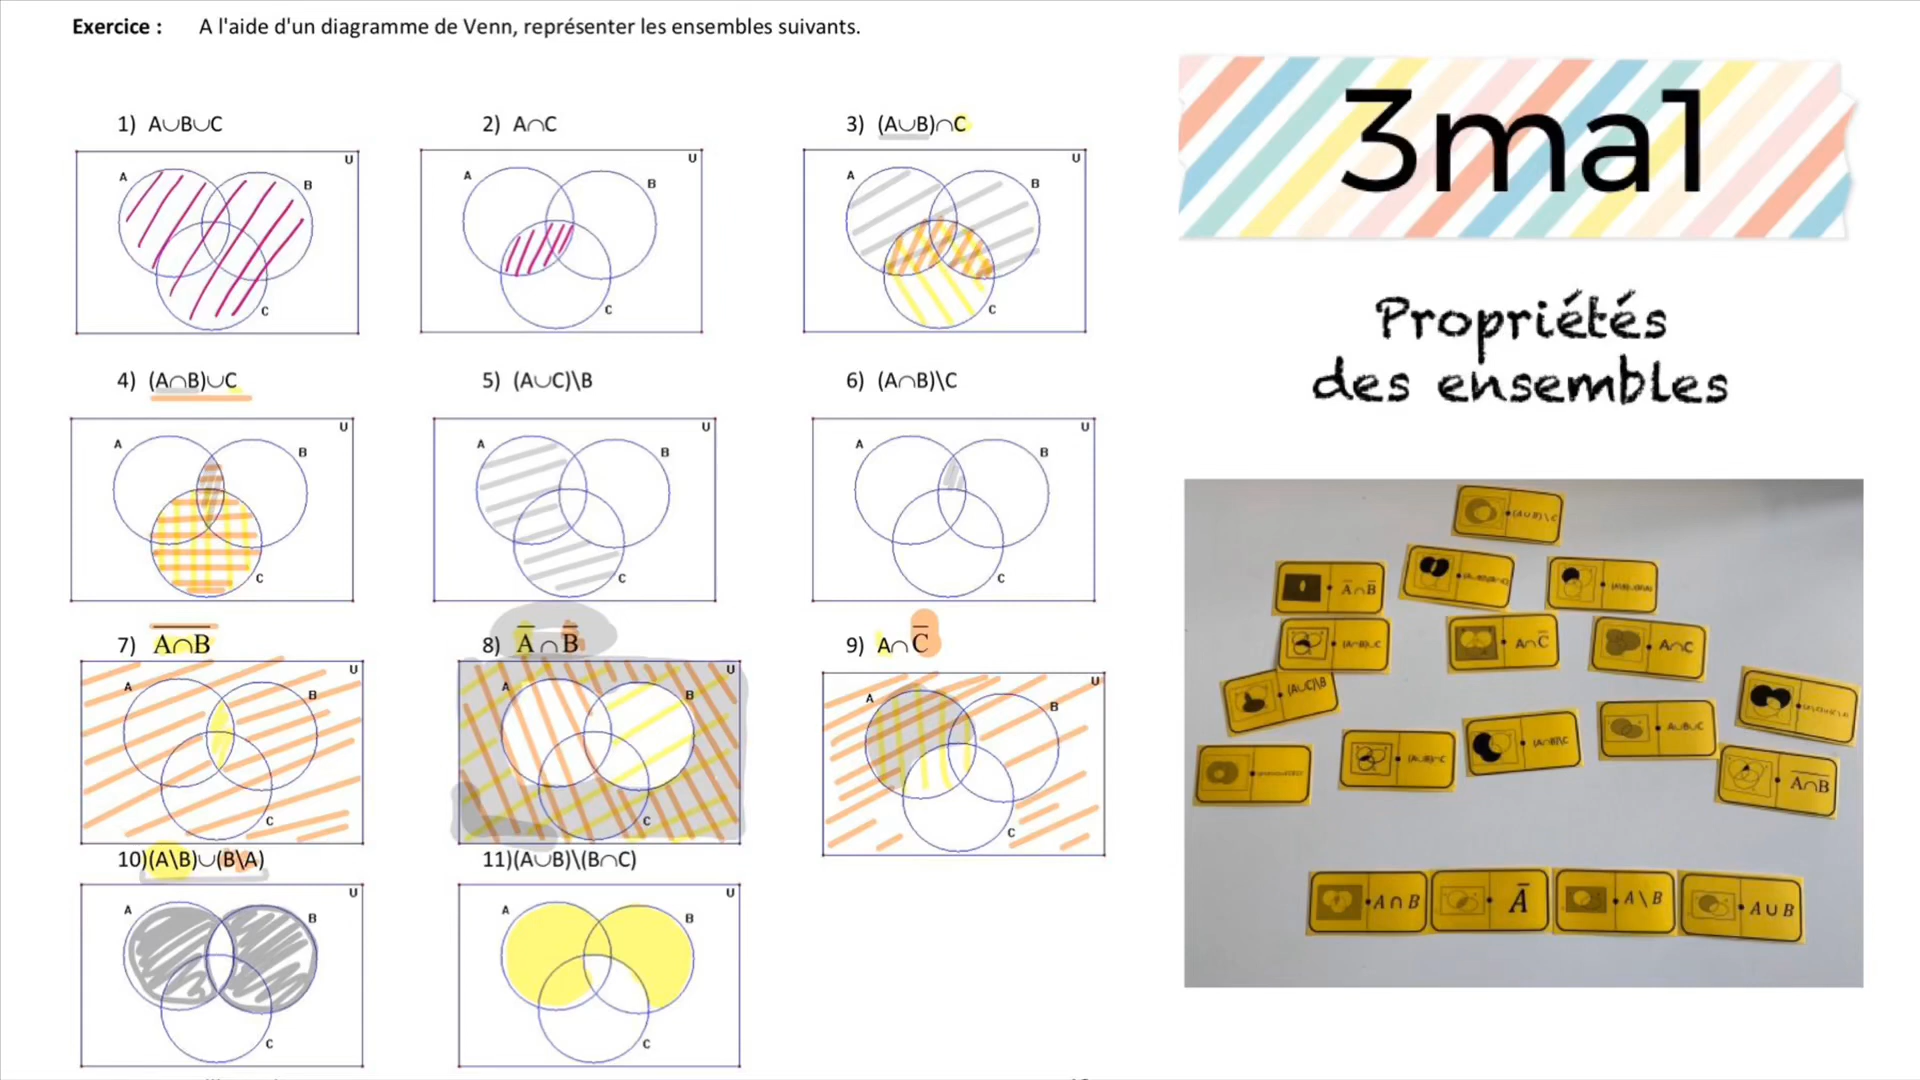 Exercice : A l'aide d'un diagramme de Venn, représenter les ensembles suivants.
1) A∪B∪C
2) A∩C
3) (A∪B)∩C
U
A
B
C
U
A
B
C
U
A
B
C
4) (A∩B)∪C
5) (A∪C)\B
6) (A∩B)\C
U
A
B
C
U
A
B
C
U
A
B
C
7) A̅∩̅B̅
8) A̅ ∩ B̅
9) A∩ C̅
U
A
B
C
U
A
B
C
U
A
B
C
10)(A\B)∪(B\A)
11)(A∪B)\(B∩C)
U
A
B
C
U
A
B
C
3ma1
Propriétés
des ensembles
(A∪B)\C
A̅∩B̅
(A∩B)∪C
A∩C̅
A∩C
(A∪C)\B
A∪B∪C
(A∩B)\C
(A∪B)∩C
A̅∩̅B̅
A∩B
A̅
A\B
A∪B